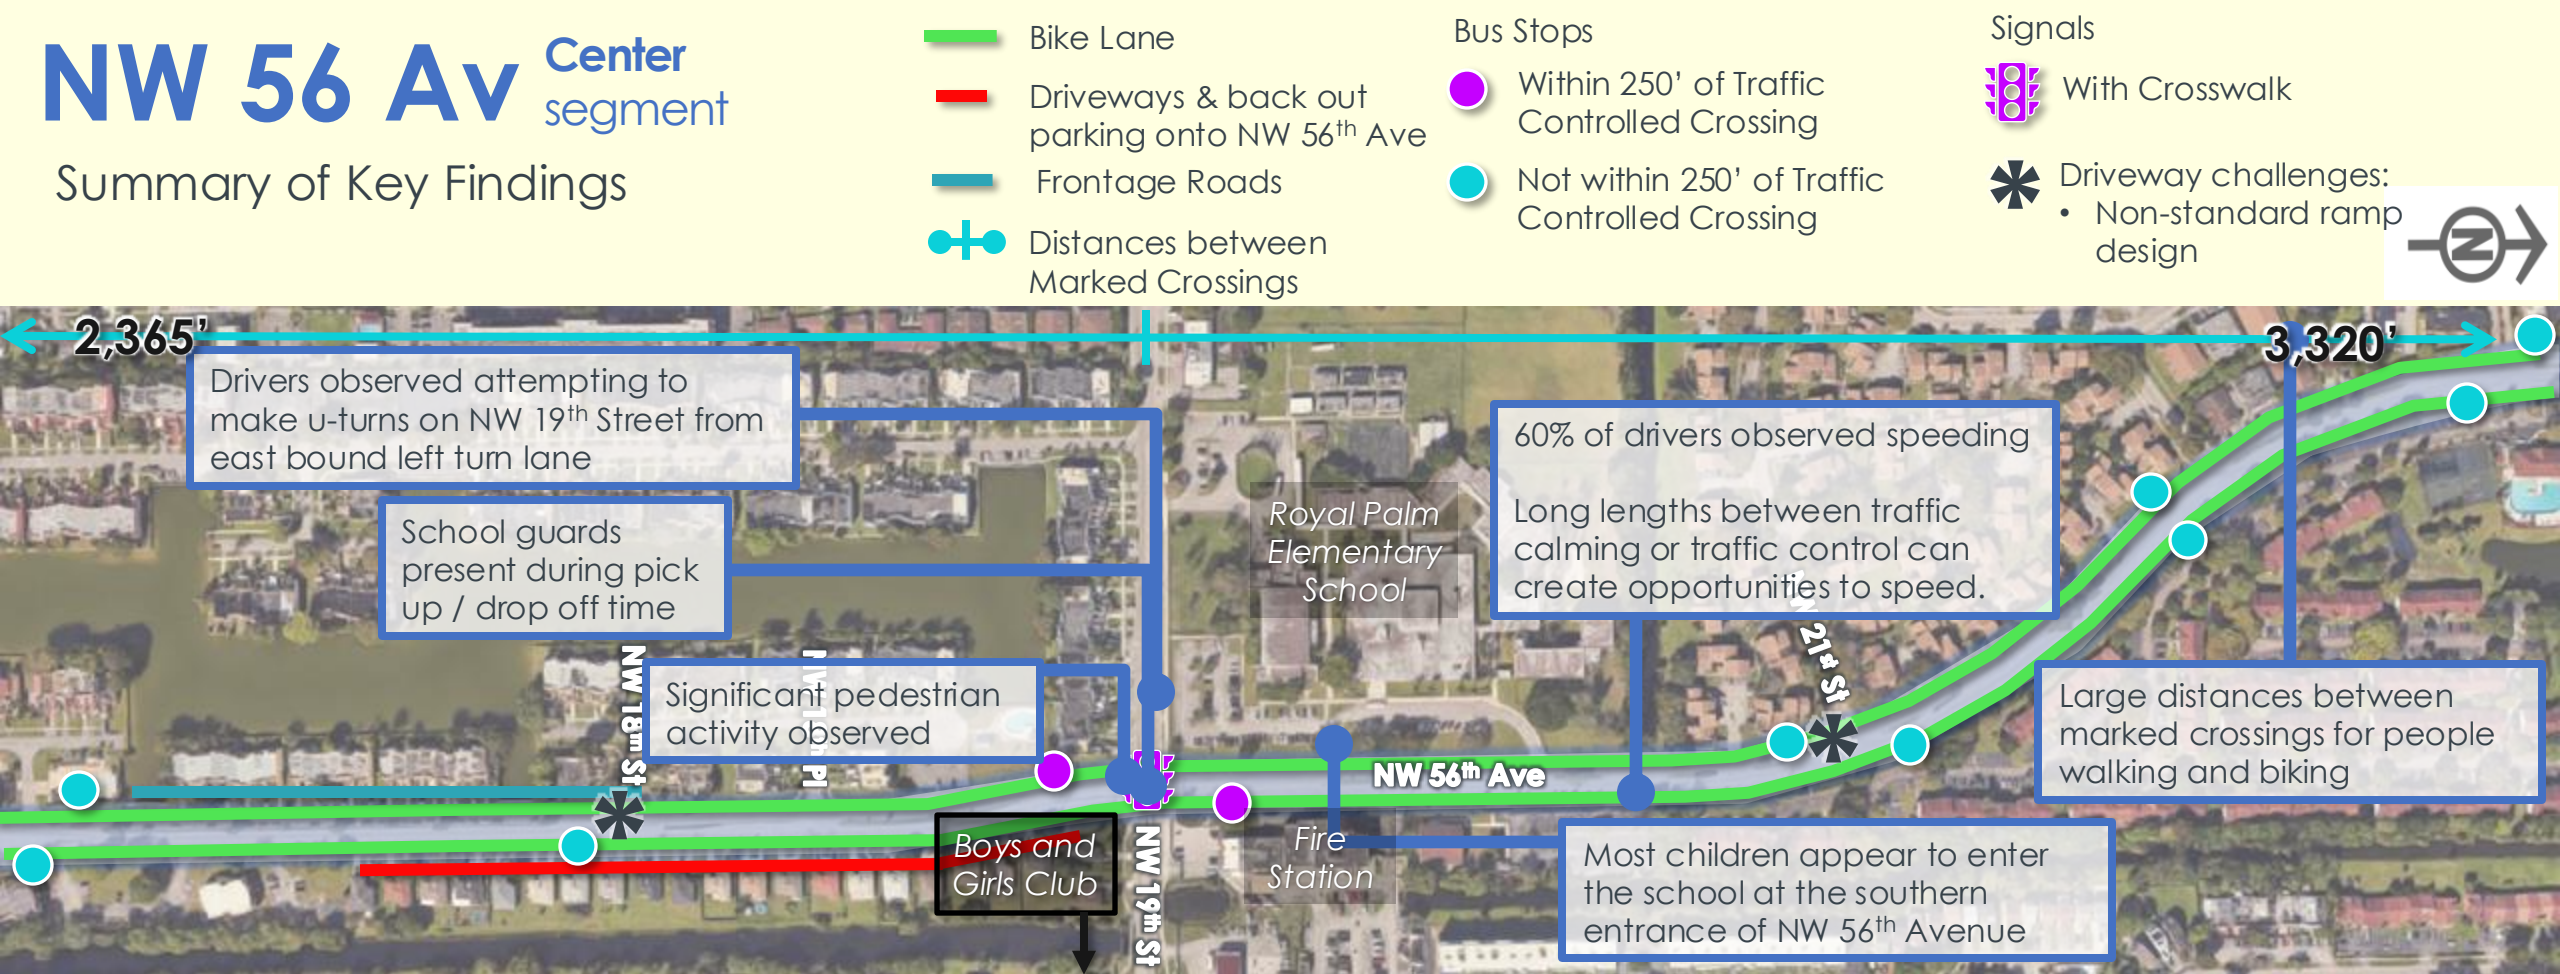 NW 56 Av Center
segment
Summary of Key Findings
Bike Lane
Driveways & back out
parking onto NW 56th Ave
Frontage Roads
Distances between
Marked Crossings
Bus Stops
Within 250' of Traffic
Controlled Crossing
Not within 250' of Traffic
Controlled Crossing
Signals
With Crosswalk
Driveway challenges:
• Non-standard ramp
design
N
2,365'
3,320'
Drivers observed attempting to
make u-turns on NW 19th Street from
east bound left turn lane
School guards
present during pick
up / drop off time
Significant pedestrian
activity observed
Royal Palm
Elementary
School
60% of drivers observed speeding
Long lengths between traffic
calming or traffic control can
create opportunities to speed.
NW 18th St
21st St
NW 56th Ave
Large distances between
marked crossings for people
walking and biking
Boys and
Girls Club
NW 19th St
Fire
Station
Most children appear to enter
the school at the southern
entrance of NW 56th Avenue